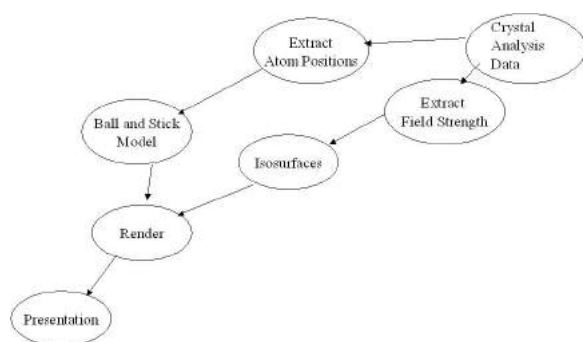 Crystal
Analysis
Data
Extract
Atom Positions
Extract
Field Strength
Ball and Stick
Model
Isosurfaces
Render
Presentation